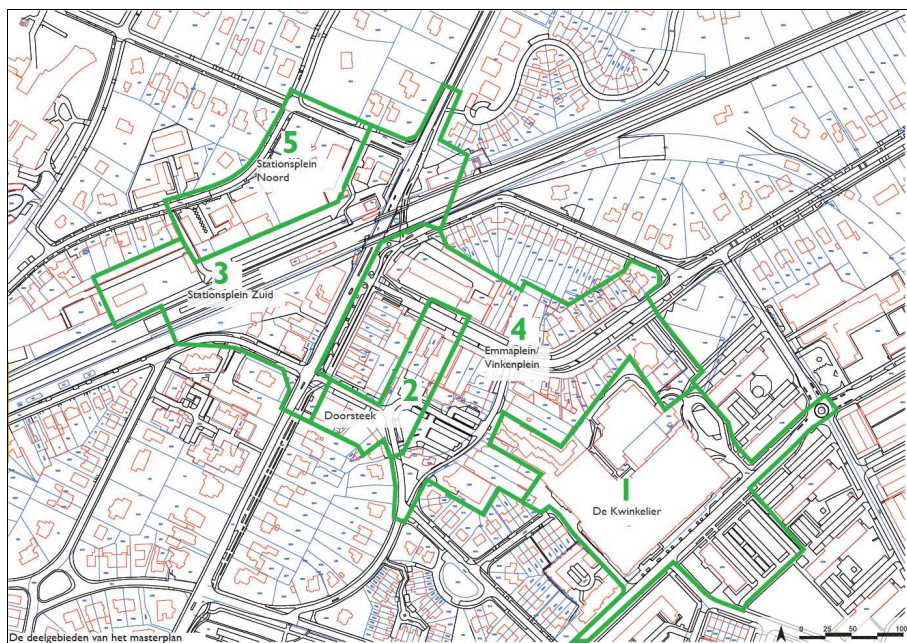 5
Stationsplein
Noord
3
Stationsplein Zuid
4
Emmaplein/
Vinkenplein
2
Doorsteek
1
De Kwinkelier
De deelgebieden van het masterplan
0 25 50 100